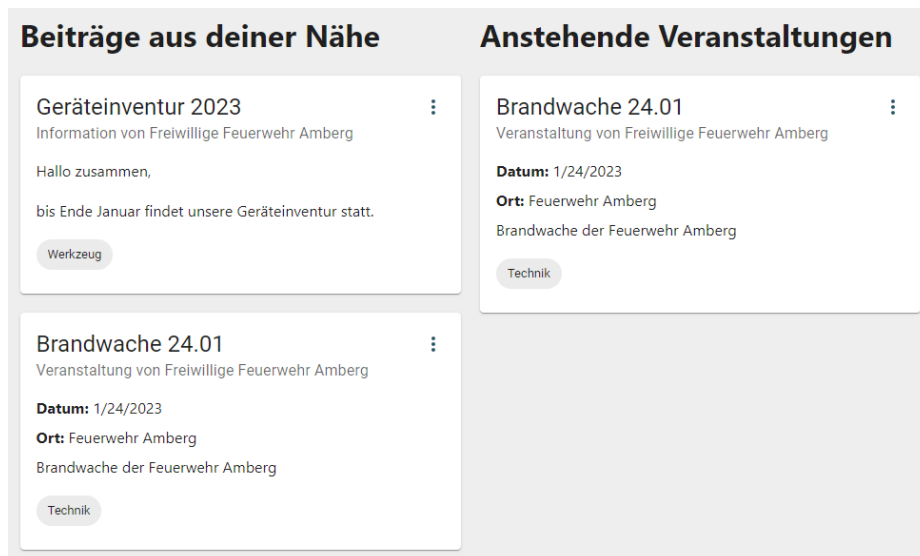 Beiträge aus deiner Nähe
Geräteinventur 2023
Information von Freiwillige Feuerwehr Amberg
Hallo zusammen,
bis Ende Januar findet unsere Geräteinventur statt.
Werkzeug
Brandwache 24.01
Veranstaltung von Freiwillige Feuerwehr Amberg
Datum: 1/24/2023
Ort: Feuerwehr Amberg
Brandwache der Feuerwehr Amberg
Technik
Anstehende Veranstaltungen
Brandwache 24.01
Veranstaltung von Freiwillige Feuerwehr Amberg
Datum: 1/24/2023
Ort: Feuerwehr Amberg
Brandwache der Feuerwehr Amberg
Technik